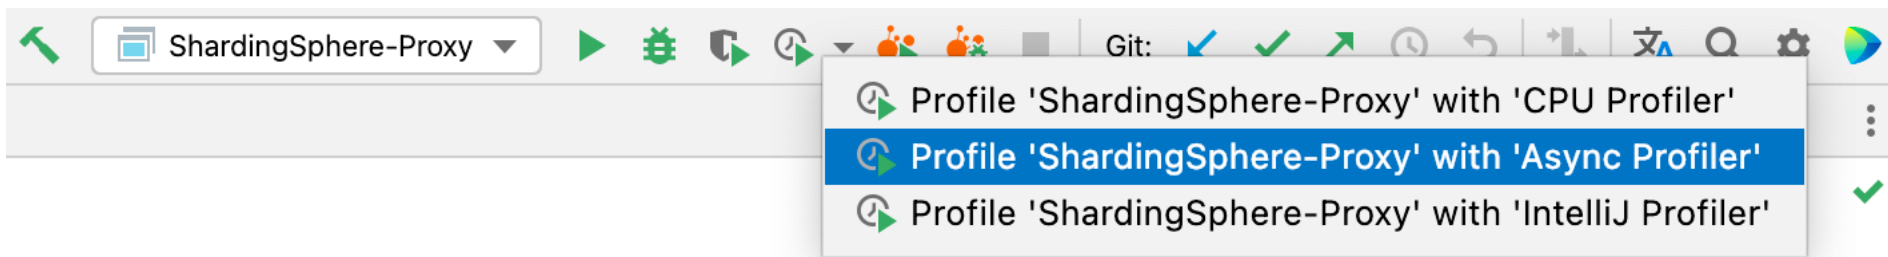 ShardingSphere-Proxy Git:
Profile 'ShardingSphere-Proxy' with 'CPU Profiler'
Profile 'ShardingSphere-Proxy' with 'Async Profiler'
Profile 'ShardingSphere-Proxy' with 'IntelliJ Profiler'